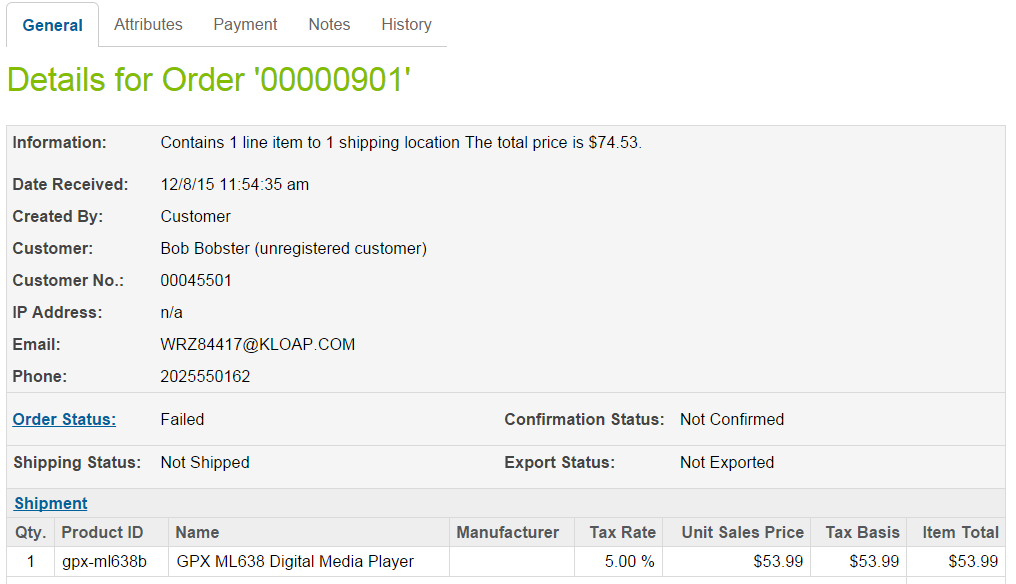 General Attributes Payment Notes History
Details for Order '00000901'
Information: Contains 1 line item to 1 shipping location The total price is $74.53.
Date Received: 12/8/15 11:54:35 am
Created By: Customer
Customer: Bob Bobster (unregistered customer)
Customer No.: 00045501
IP Address: n/a
Email: WRZ84417@KLOAP.COM
Phone: 2025550162
Order Status: Failed Confirmation Status: Not Confirmed
Shipping Status: Not Shipped Export Status: Not Exported
Shipment
Qty. Product ID Name Manufacturer Tax Rate Unit Sales Price Tax Basis Item Total
1 gpx-ml638b GPX ML638 Digital Media Player 5.00 % $53.99 $53.99 $53.99